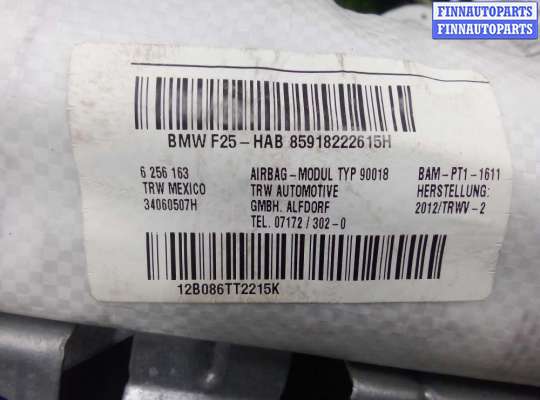 FINNAUTOPARTS
FINNAUTOPARTS
BMW F25-HAB 85918222615H
6 256 163
TRW MEXICO
34060507H
AIRBAG-MODUL TYP 90018
TRW AUTOMOTIVE
GMBH. ALFDORF
TEL. 07172/302-0
BAM-PT1-1611
HERSTELLUNG:
2012/TRWV-2
12B086TT2215K